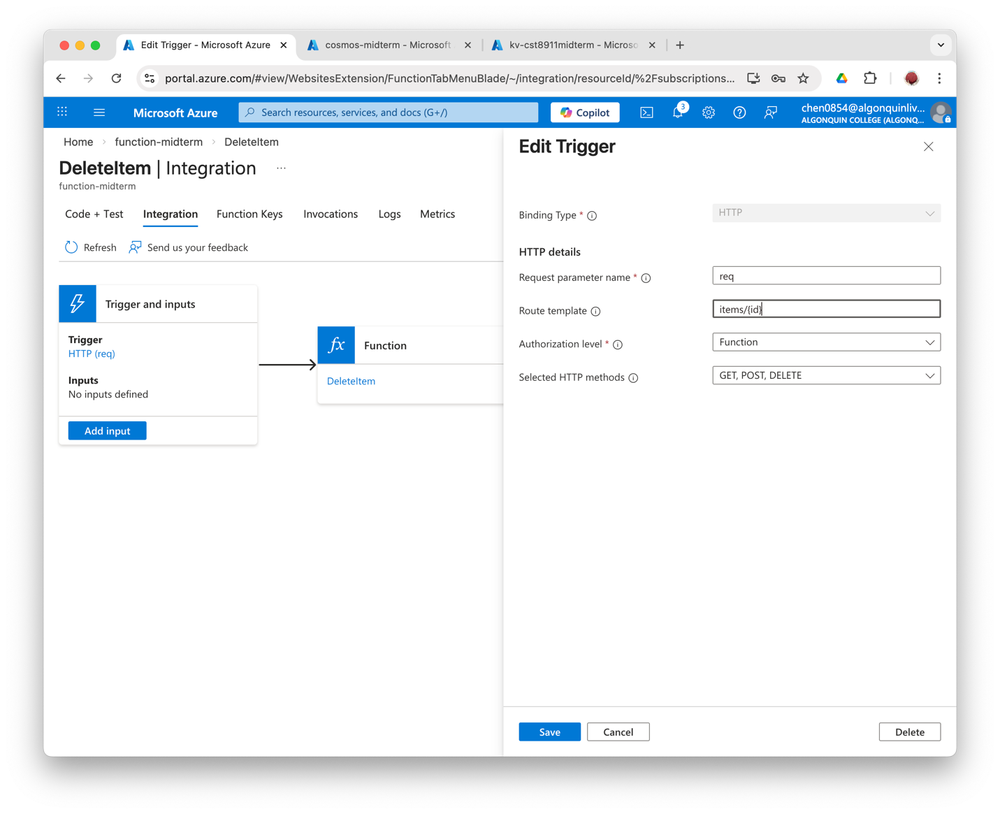 Edit Trigger - Microsoft Azure
cosmos-midterm - Microsoft
kv-cst8911midterm - Microso
portal.azure.com/#view/WebsitesExtension/FunctionTabMenuBlade/~/integration/resourceId/%2Fsubscriptions...
Microsoft Azure
Search resources, services, and docs (G+/)
Copilot
3
chen0854@algonquinliv...
ALGONQUIN COLLEGE (ALGONQ...
Home > function-midterm > DeleteItem
DeleteItem | Integration ...
function-midterm
Code + Test
Integration
Function Keys
Invocations
Logs
Metrics
Refresh
Send us your feedback
Trigger and inputs
Trigger
HTTP (req)
Inputs
No inputs defined
Add input
fx
Function
DeleteItem
Edit Trigger
Binding Type *
HTTP
HTTP details
Request parameter name *
req
Route template
items/{id}
Authorization level *
Function
Selected HTTP methods
GET, POST, DELETE
Save
Cancel
Delete